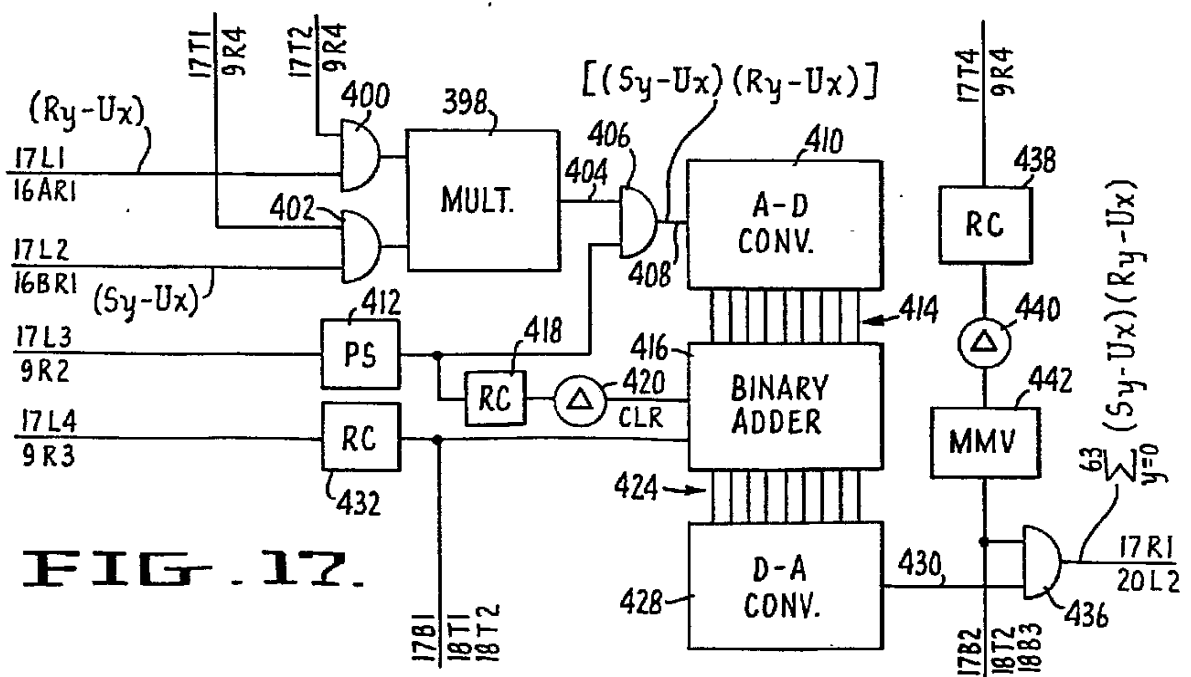 17T1
9R4
17T2
9R4
400
398
[(Sy-Ux)(Ry-Ux)]
406
410
17T4
9R4
438
(Ry-Ux)
17L1
16AR1
402
MULT.
404
A-D
CONV.
408
RC
17L2
16BR1
(Sy-Ux)
412
414
440
Δ
17L3
9R2
PS
418
RC
Δ
420
CLR
416
BINARY
ADDER
442
MMV
17L4
9R3
RC
432
424
63
Σ (Sy-Ux)(Ry-Ux)
y=0
FIG. 17.
D-A
CONV.
428
430
17R1
20L2
436
17B1
18T1
18T2
17B2
18T2
18B3